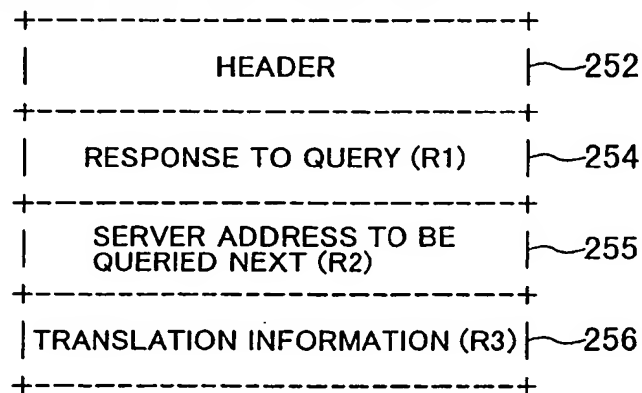 HEADER 252
RESPONSE TO QUERY (R1) 254
SERVER ADDRESS TO BE
QUERIED NEXT (R2) 255
TRANSLATION INFORMATION (R3) 256